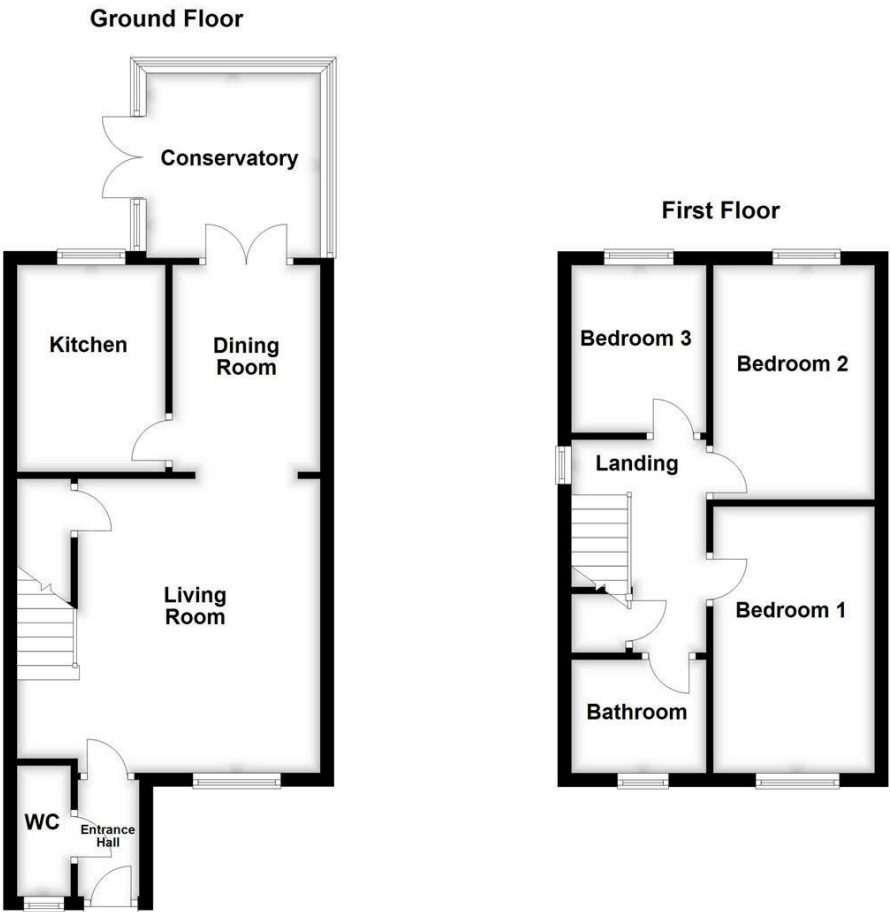 Ground Floor
Conservatory
Kitchen
Dining
Room
Living
Room
WC
Entrance
Hall
First Floor
Bedroom 3
Bedroom 2
Landing
Bedroom 1
Bathroom